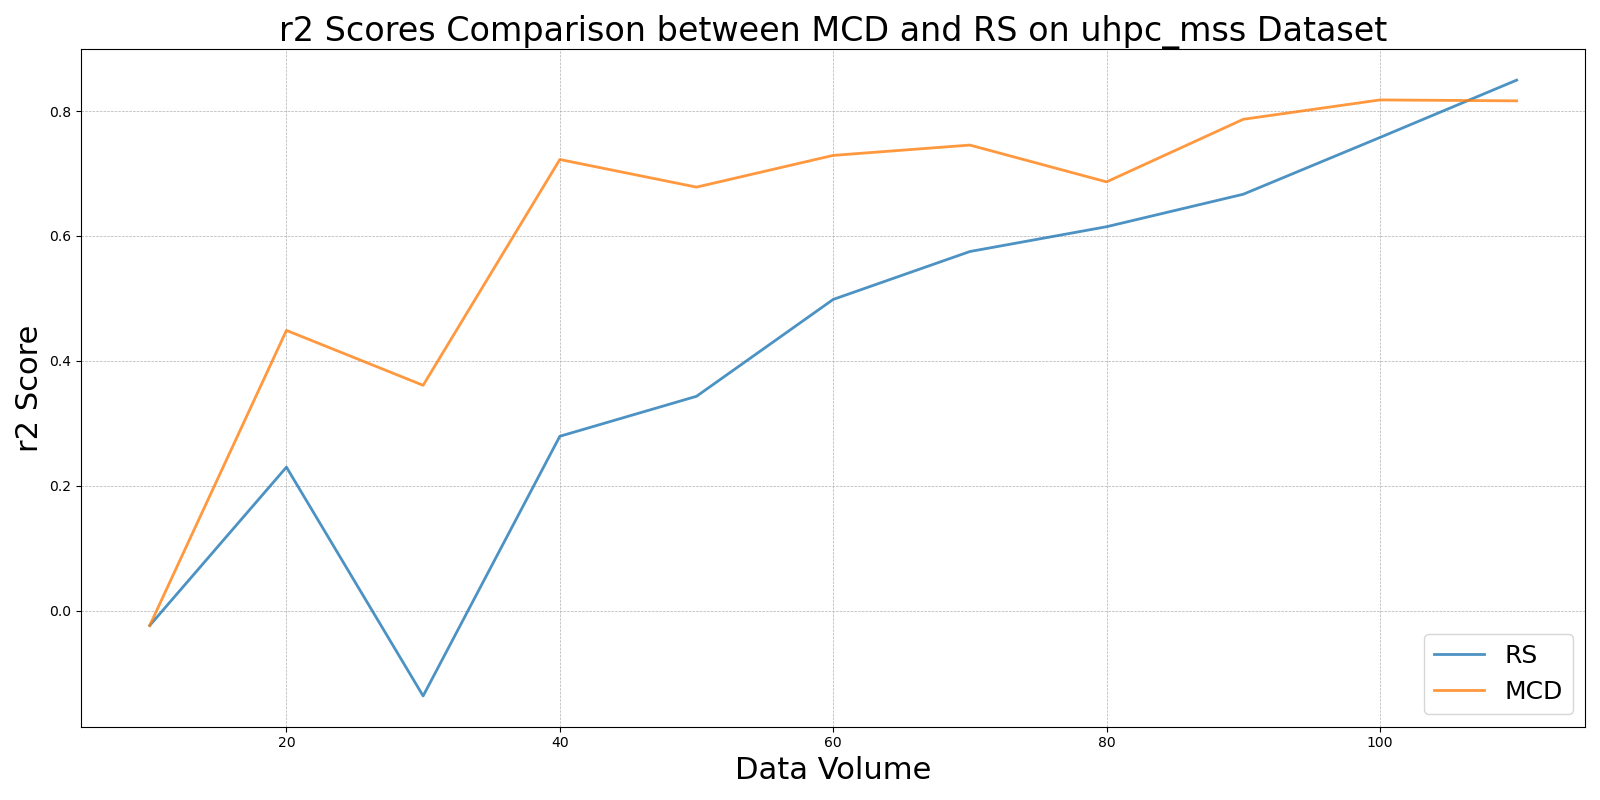 r2 Scores Comparison between MCD and RS on uhpc_mss Dataset
r2 Score
0.8
0.6
0.4
0.2
0.0
20 40 60 80 100
Data Volume
RS
MCD